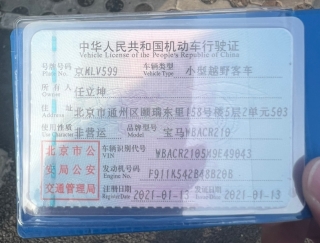 中华人民共和国机动车行驶证
Vehicle License of the People's Republic of China
号牌号码 京MLV599 车辆类型 小型越野客车
Plate No. Vehicle Type
所有人 任立坤
Owner
住址 北京市通州区潞瑞东里158号楼5层2单元503
Address
使用性质 非营运 品牌型号 宝马WBACR210
Use Character Model
北京市公 车辆识别代号 WBACR2105M9E49043
VIN
安局公安 发动机号码 F911K542B48B20B
Engine No.
交通管理局 注册日期 2021-01-13 发证日期 2021-01-13
Register Date Issue Date